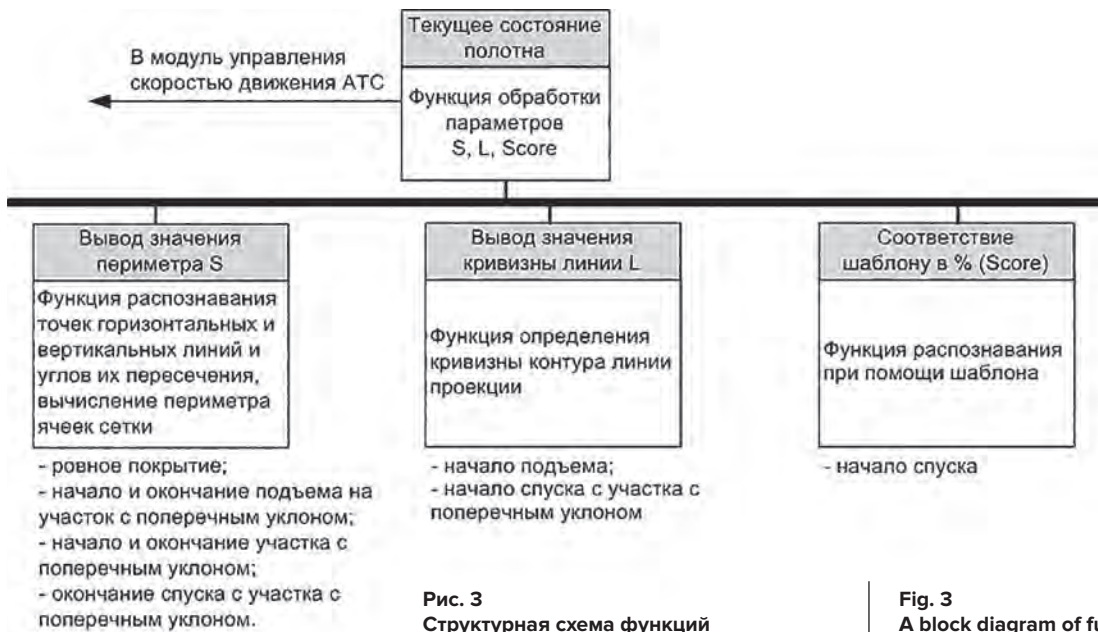 Текущее состояние
полотна
В модуль управления
скоростью движения АТС
Функция обработки
параметров
S, L, Score
Вывод значения
периметра S
Функция распознавания
точек горизонтальных и
вертикальных линий и
углов их пересечения,
вычисление периметра
ячеек сетки
- ровное покрытие;
- начало и окончание подъема на
участок с поперечным уклоном;
- начало и окончание участка с
поперечным уклоном;
- окончание спуска с участка с
поперечным уклоном.
Вывод значения
кривизны линии L
Функция определения
кривизны контура линии
проекции
- начало подъема;
- начало спуска с участка с
поперечным уклоном
Соответствие
шаблону в % (Score)
Функция распознавания
при помощи шаблона
- начало спуска
Рис. 3
Структурная схема функций
Fig. 3
A block diagram of fu